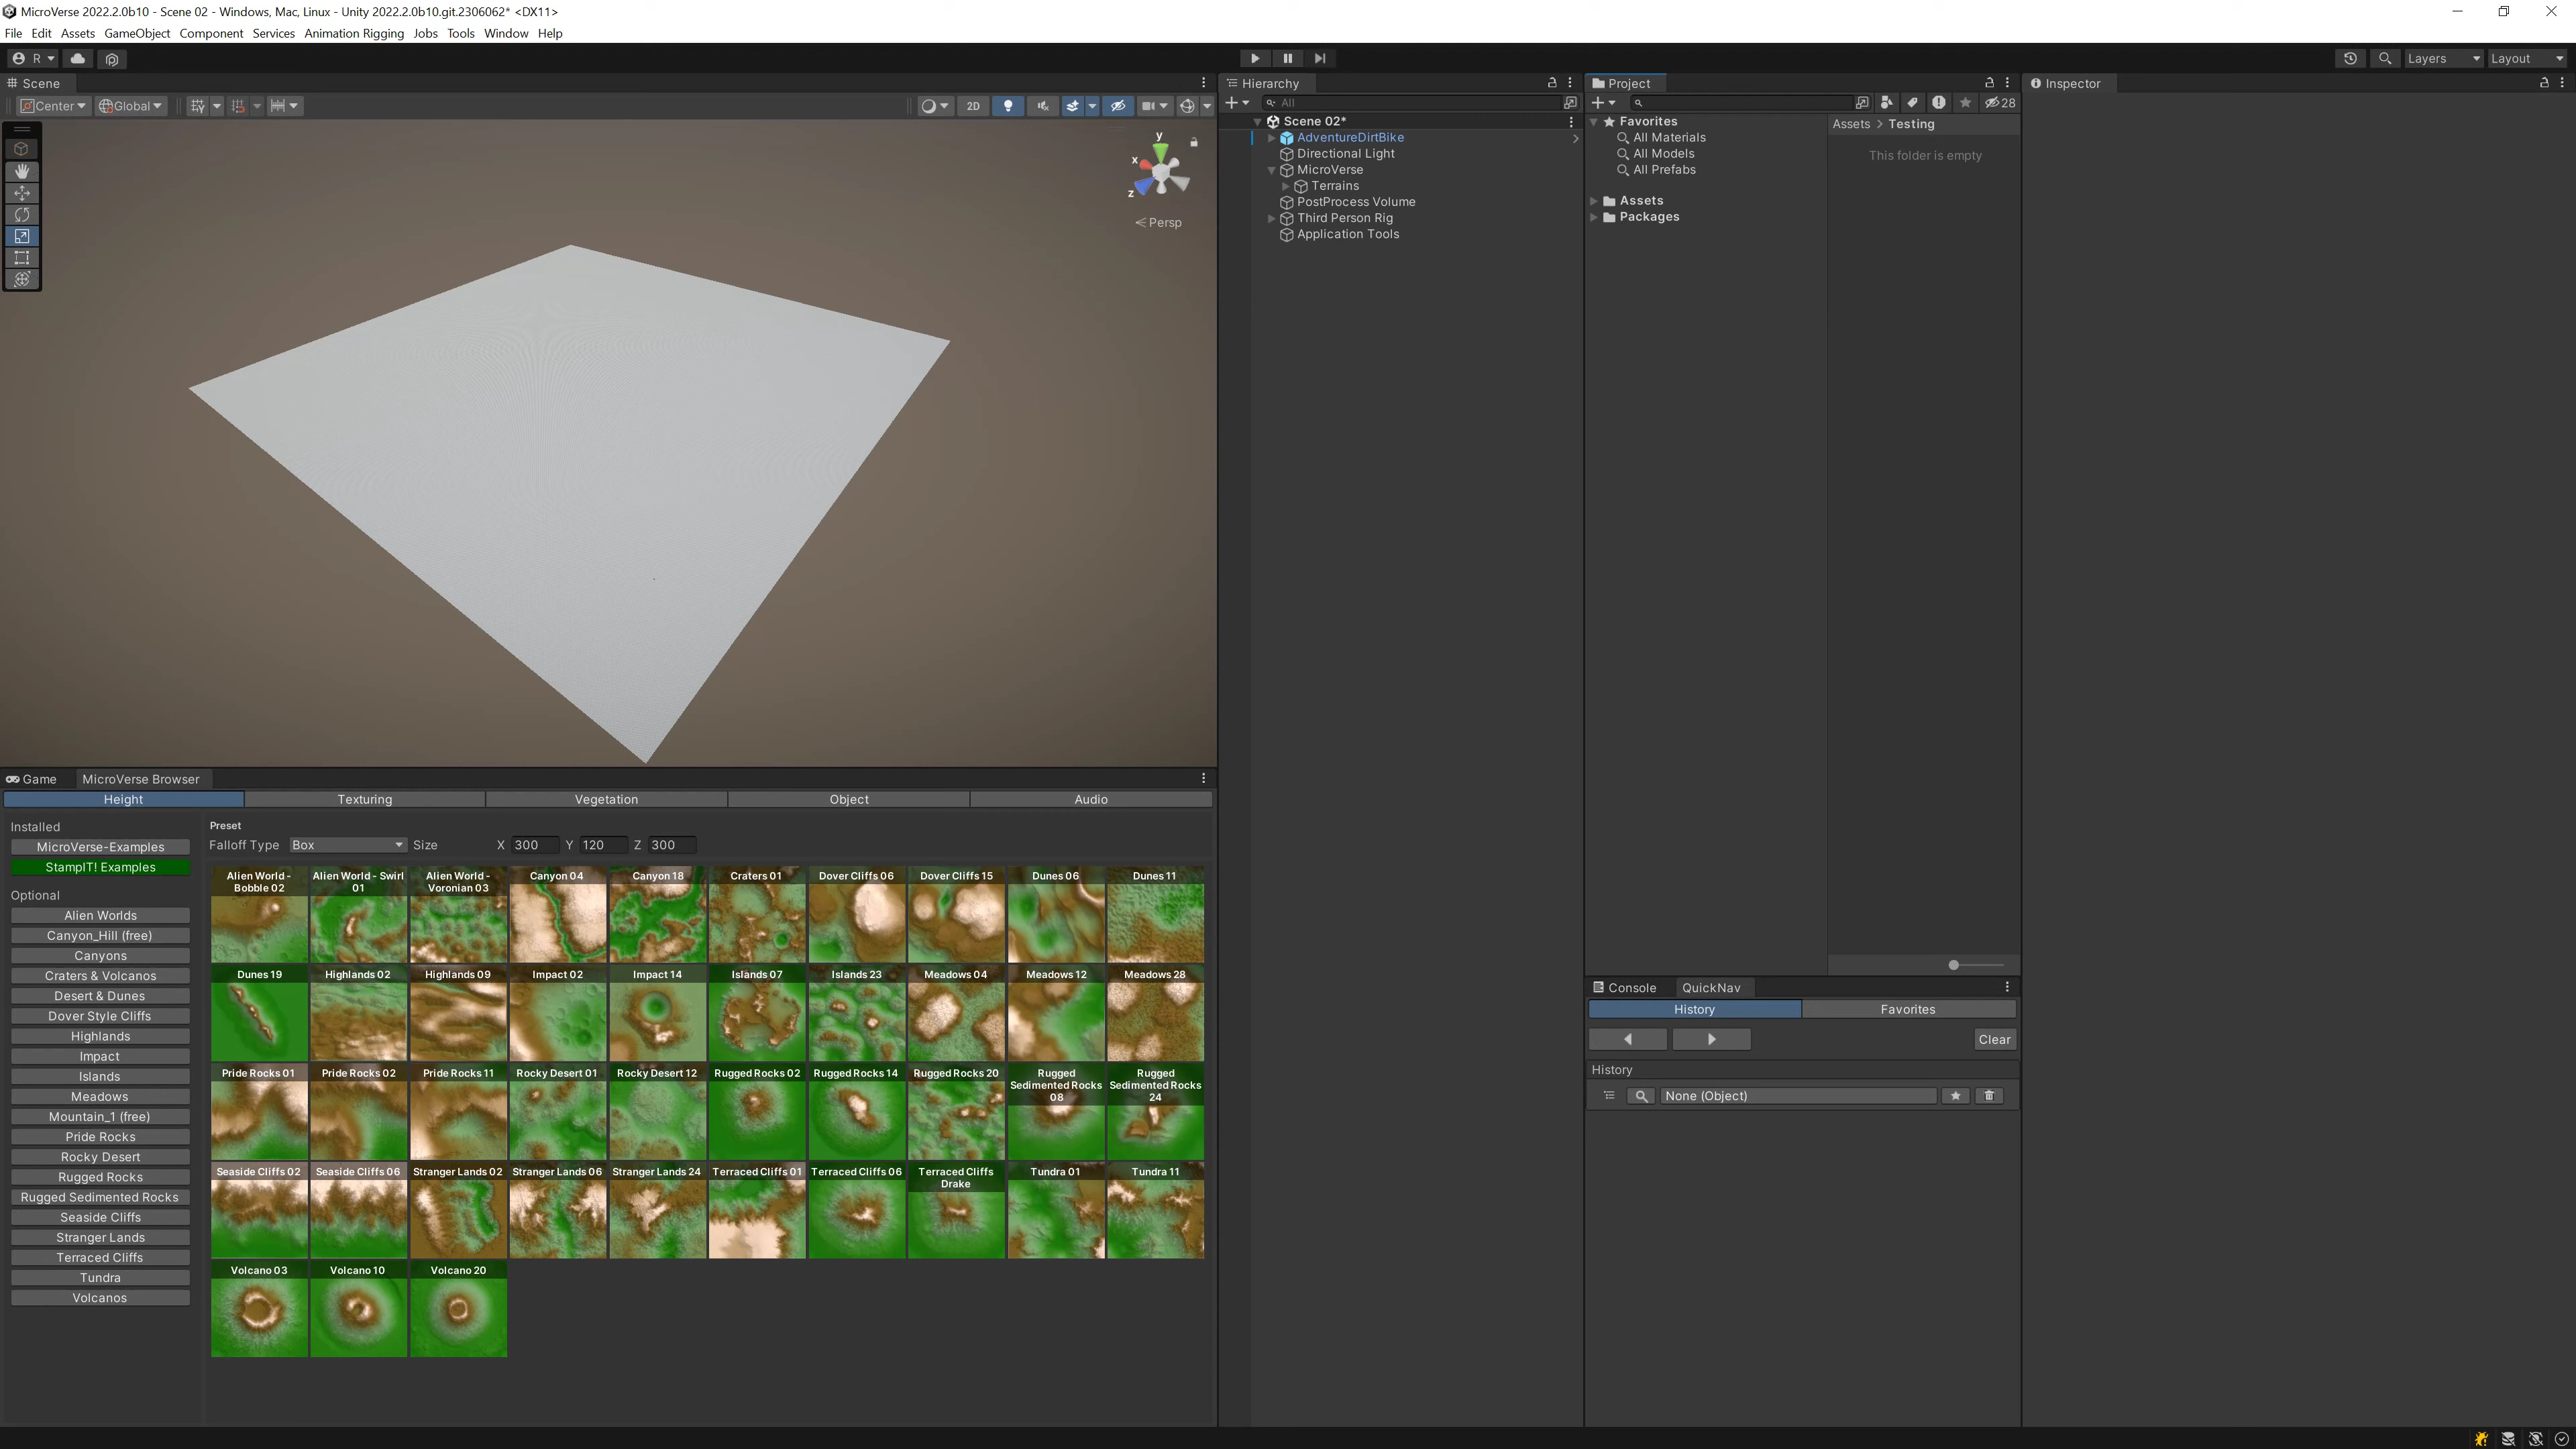 MicroVerse 2022.2.0b10 - Scene 02 - Windows, Mac, Linux - Unity 2022.2.0b10.git.2306062* <DX11>
File Edit Assets GameObject Component Services Animation Rigging Jobs Tools Window Help
R Layers Layout
Scene
Center Global 2D
y
x
z
Persp
Hierarchy
All
Scene 02*
AdventureDirtBike
Directional Light
MicroVerse
Terrains
PostProcess Volume
Third Person Rig
Application Tools
Project
28
Favorites
All Materials
All Models
All Prefabs
Assets
Packages
Assets > Testing
This folder is empty
Inspector
Game MicroVerse Browser
Height Texturing Vegetation Object Audio
Installed
MicroVerse-Examples
StampIT! Examples
Optional
Alien Worlds
Canyon_Hill (free)
Canyons
Craters & Volcanos
Desert & Dunes
Dover Style Cliffs
Highlands
Impact
Islands
Meadows
Mountain_1 (free)
Pride Rocks
Rocky Desert
Rugged Rocks
Rugged Sedimented Rocks
Seaside Cliffs
Stranger Lands
Terraced Cliffs
Tundra
Volcanos
Preset
Falloff Type Box Size X 300 Y 120 Z 300
Alien World - Bobble 02
Alien World - Swirl 01
Alien World - Voronian 03
Canyon 04
Canyon 18
Craters 01
Dover Cliffs 06
Dover Cliffs 15
Dunes 06
Dunes 11
Dunes 19
Highlands 02
Highlands 09
Impact 02
Impact 14
Islands 07
Islands 23
Meadows 04
Meadows 12
Meadows 28
Pride Rocks 01
Pride Rocks 02
Pride Rocks 11
Rocky Desert 01
Rocky Desert 12
Rugged Rocks 02
Rugged Rocks 14
Rugged Rocks 20
Rugged Sedimented Rocks 08
Rugged Sedimented Rocks 24
Seaside Cliffs 02
Seaside Cliffs 06
Stranger Lands 02
Stranger Lands 06
Stranger Lands 24
Terraced Cliffs 01
Terraced Cliffs 06
Terraced Cliffs Drake
Tundra 01
Tundra 11
Volcano 03
Volcano 10
Volcano 20
Console QuickNav
History Favorites
Clear
History
None (Object)